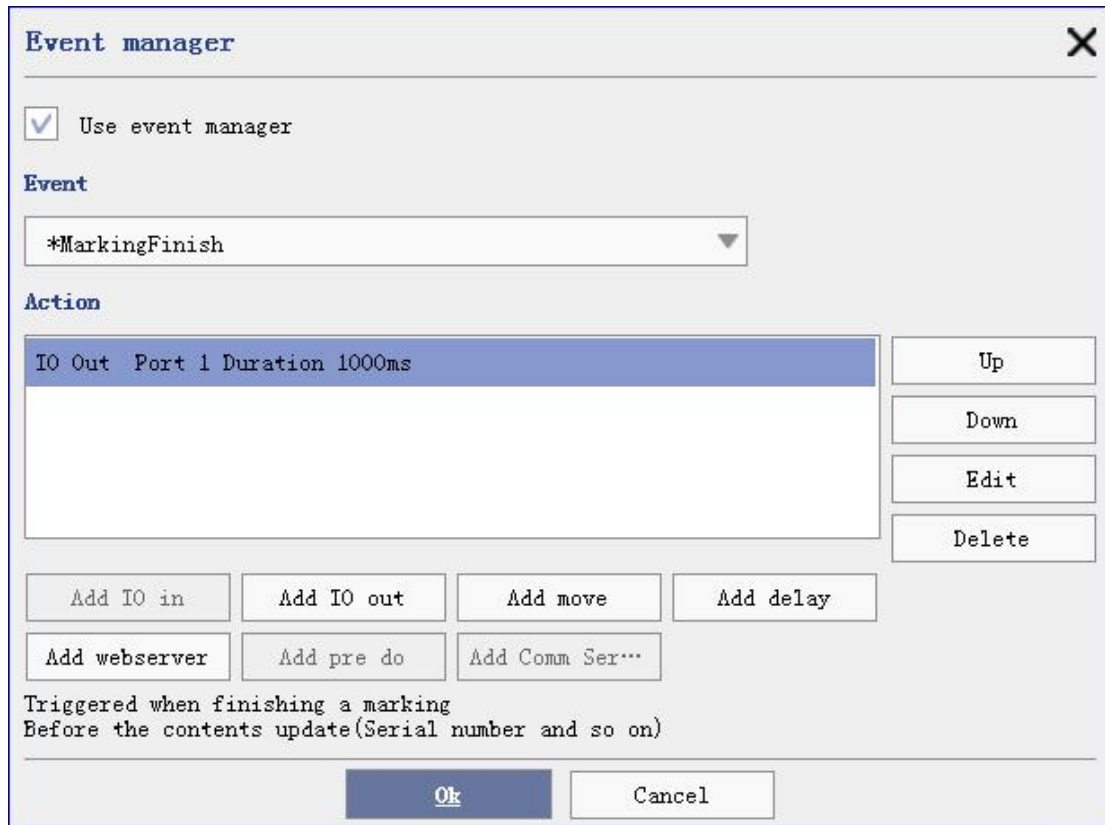 Event manager
Use event manager
Event
*MarkingFinish
Action
IO Out  Port 1 Duration 1000ms
Up
Down
Edit
Delete
Add IO in
Add IO out
Add move
Add delay
Add webserver
Add pre do
Add Comm Ser…
Triggered when finishing a marking
Before the contents update(Serial number and so on)
Ok
Cancel